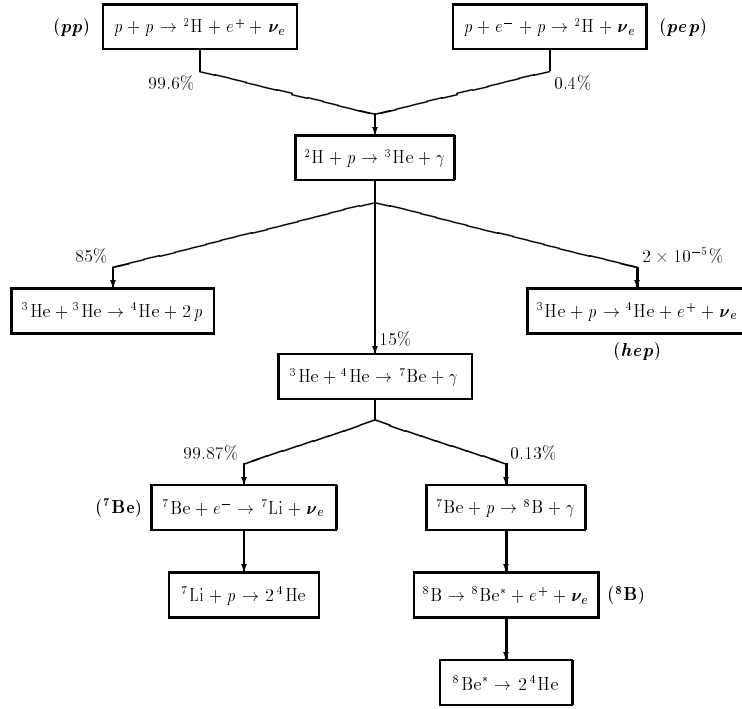 (pp) p + p → ²H + e⁺ + νₑ
p + e⁻ + p → ²H + νₑ (pep)
99.6% 0.4%
²H + p → ³He + γ
85% 2 × 10⁻⁵%
³He + ³He → ⁴He + 2 p
³He + p → ⁴He + e⁺ + νₑ
15%
(hep)
³He + ⁴He → ⁷Be + γ
99.87% 0.13%
(⁷Be) ⁷Be + e⁻ → ⁷Li + νₑ
⁷Be + p → ⁸B + γ
⁷Li + p → 2 ⁴He
⁸B → ⁸Be* + e⁺ + νₑ (⁸B)
⁸Be* → 2 ⁴He